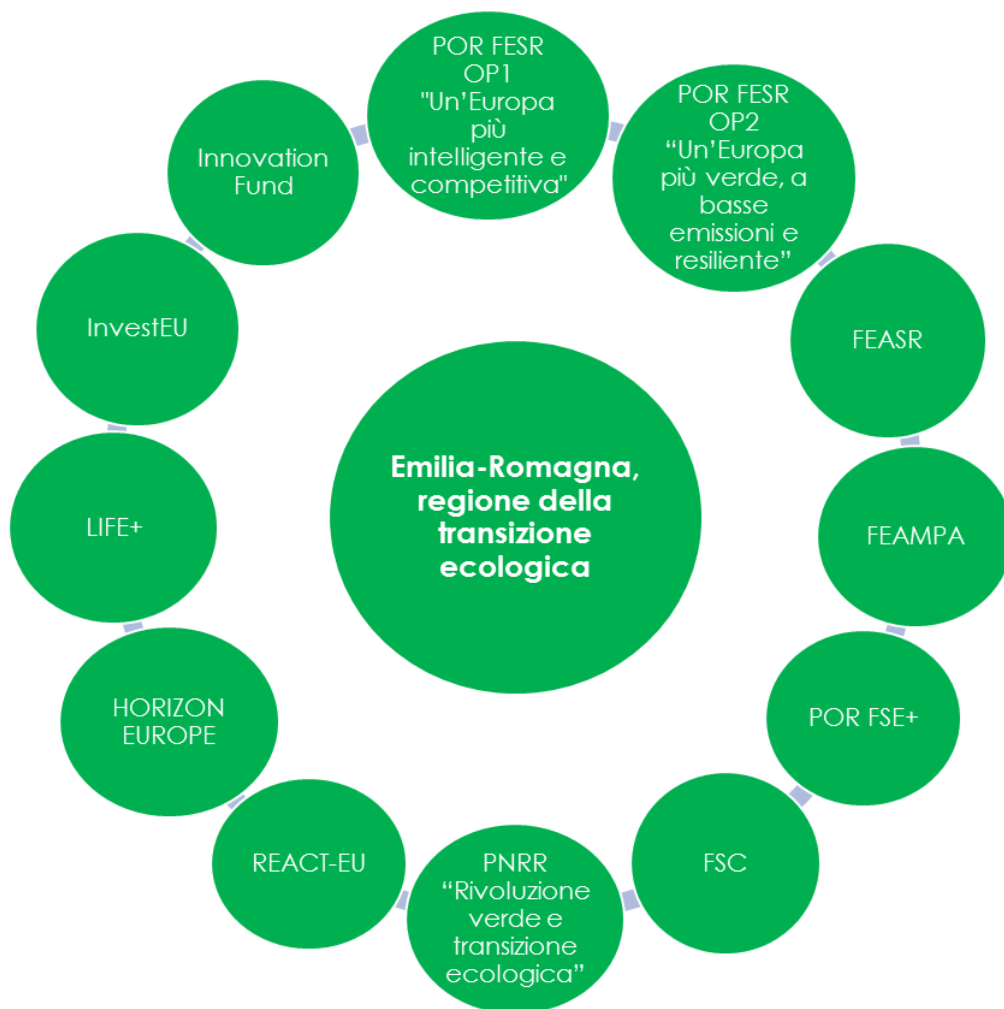 POR FESR
OP1
"Un'Europa
più
intelligente e
competitiva"
POR FESR
OP2
“Un'Europa
più verde, a
basse
emissioni e
resiliente”
FEASR
FEAMPA
POR FSE+
FSC
PNRR
“Rivoluzione
verde e
transizione
ecologica”
REACT-EU
HORIZON
EUROPE
LIFE+
InvestEU
Innovation
Fund
Emilia-Romagna,
regione della
transizione
ecologica